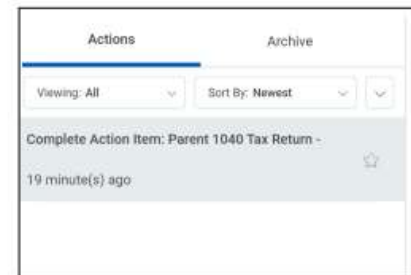 Actions
Archive
Viewing: All
Sort By: Newest
Complete Action Item: Parent 1040 Tax Return -
19 minute(s) ago